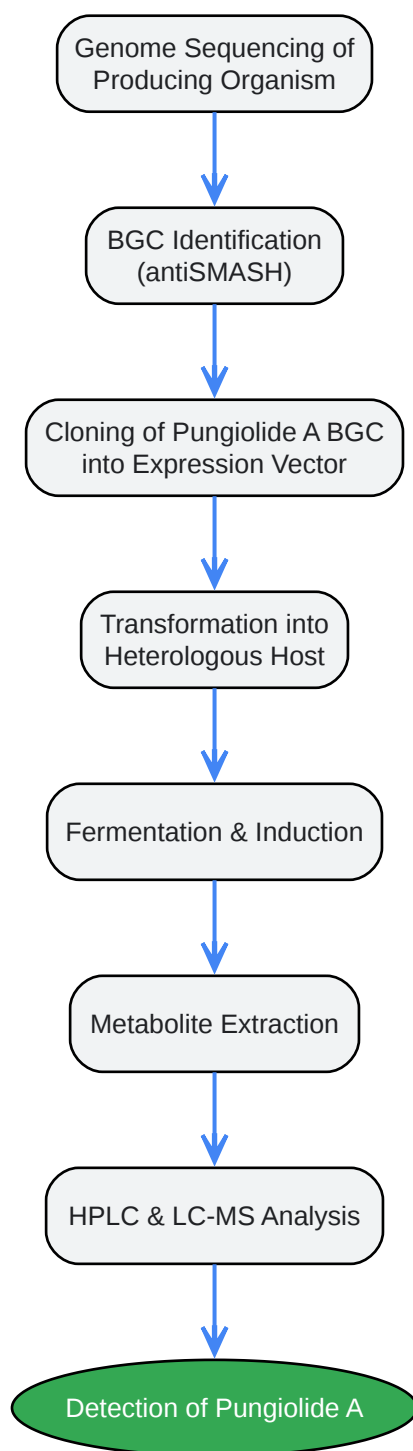 Genome Sequencing of
Producing Organism
BGC Identification
(antiSMASH)
Cloning of Pungiolide A BGC
into Expression Vector
Transformation into
Heterologous Host
Fermentation & Induction
Metabolite Extraction
HPLC & LC-MS Analysis
Detection of Pungiolide A